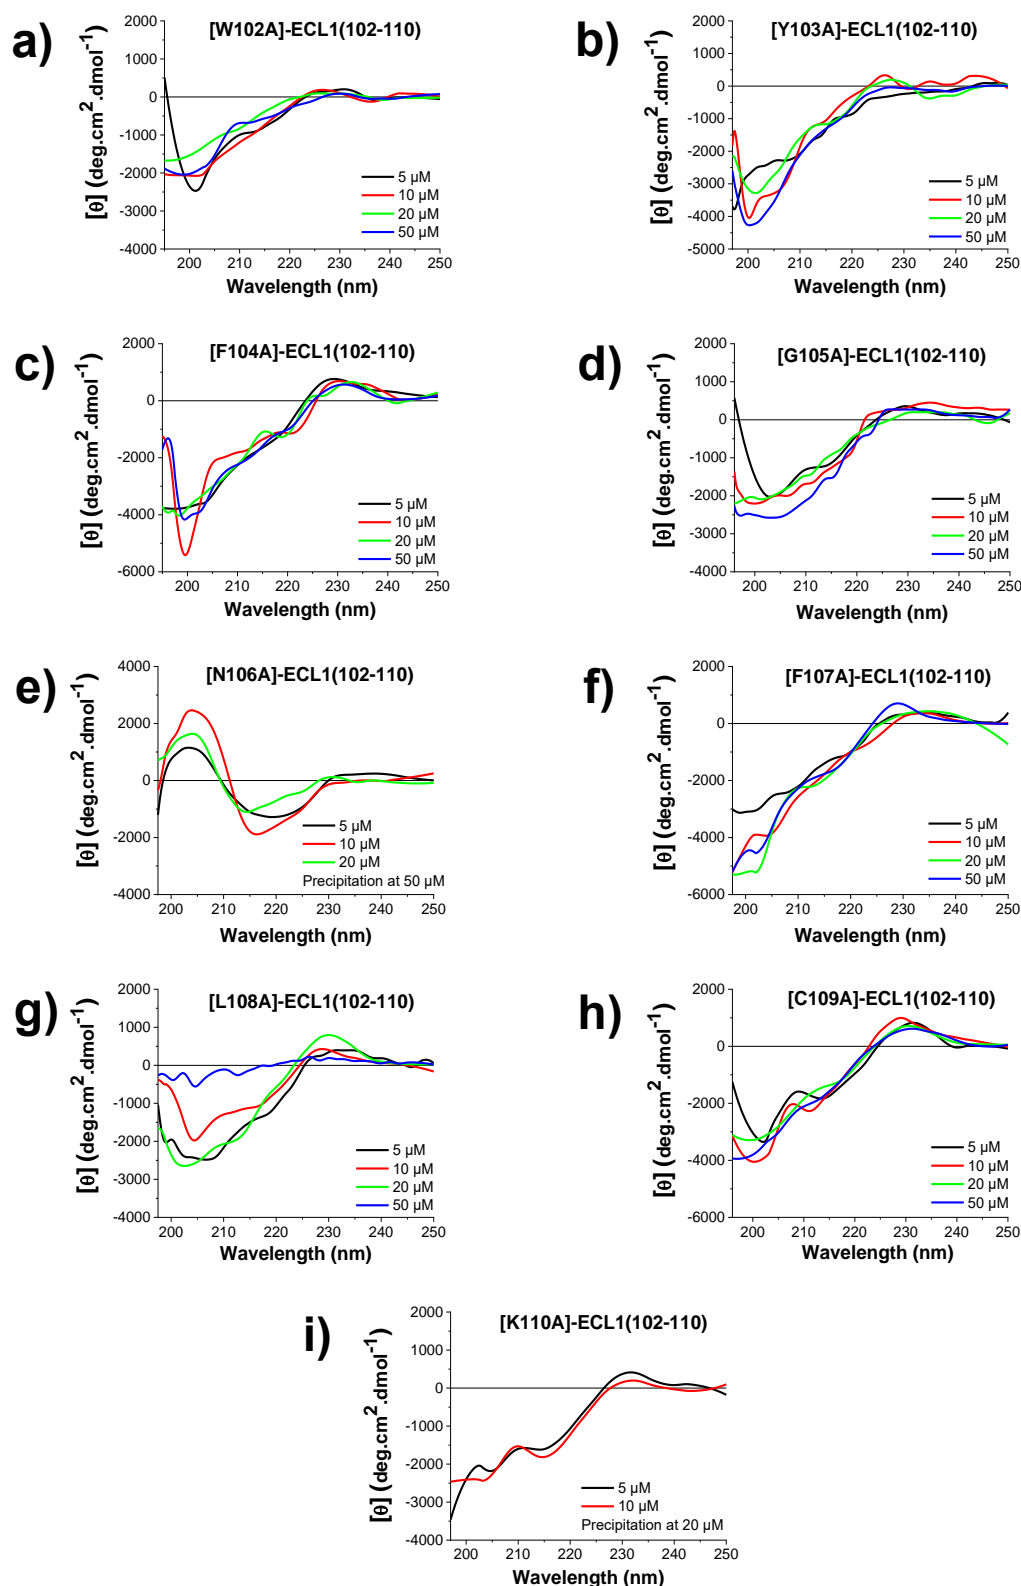 a)
[W102A]-ECL1(102-110)
[θ] (deg.cm².dmol⁻¹)
2000
1000
0
-1000
-2000
-3000
-4000
5 µM
10 µM
20 µM
50 µM
200 210 220 230 240 250
Wavelength (nm)
b)
[Y103A]-ECL1(102-110)
[θ] (deg.cm².dmol⁻¹)
2000
1000
0
-1000
-2000
-3000
-4000
-5000
5 µM
10 µM
20 µM
50 µM
200 210 220 230 240 250
Wavelength (nm)
c)
[F104A]-ECL1(102-110)
[θ] (deg.cm².dmol⁻¹)
2000
0
-2000
-4000
-6000
5 µM
10 µM
20 µM
50 µM
200 210 220 230 240 250
Wavelength (nm)
d)
[G105A]-ECL1(102-110)
[θ] (deg.cm².dmol⁻¹)
2000
1000
0
-1000
-2000
-3000
-4000
5 µM
10 µM
20 µM
50 µM
200 210 220 230 240 250
Wavelength (nm)
e)
[N106A]-ECL1(102-110)
[θ] (deg.cm².dmol⁻¹)
4000
2000
0
-2000
-4000
5 µM
10 µM
20 µM
Precipitation at 50 µM
200 210 220 230 240 250
Wavelength (nm)
f)
[F107A]-ECL1(102-110)
[θ] (deg.cm².dmol⁻¹)
2000
0
-2000
-4000
-6000
5 µM
10 µM
20 µM
50 µM
200 210 220 230 240 250
Wavelength (nm)
g)
[L108A]-ECL1(102-110)
[θ] (deg.cm².dmol⁻¹)
2000
1000
0
-1000
-2000
-3000
-4000
5 µM
10 µM
20 µM
50 µM
200 210 220 230 240 250
Wavelength (nm)
h)
[C109A]-ECL1(102-110)
[θ] (deg.cm².dmol⁻¹)
2000
0
-2000
-4000
-6000
5 µM
10 µM
20 µM
50 µM
200 210 220 230 240 250
Wavelength (nm)
i)
[K110A]-ECL1(102-110)
[θ] (deg.cm².dmol⁻¹)
2000
1000
0
-1000
-2000
-3000
-4000
5 µM
10 µM
Precipitation at 20 µM
200 210 220 230 240 250
Wavelength (nm)